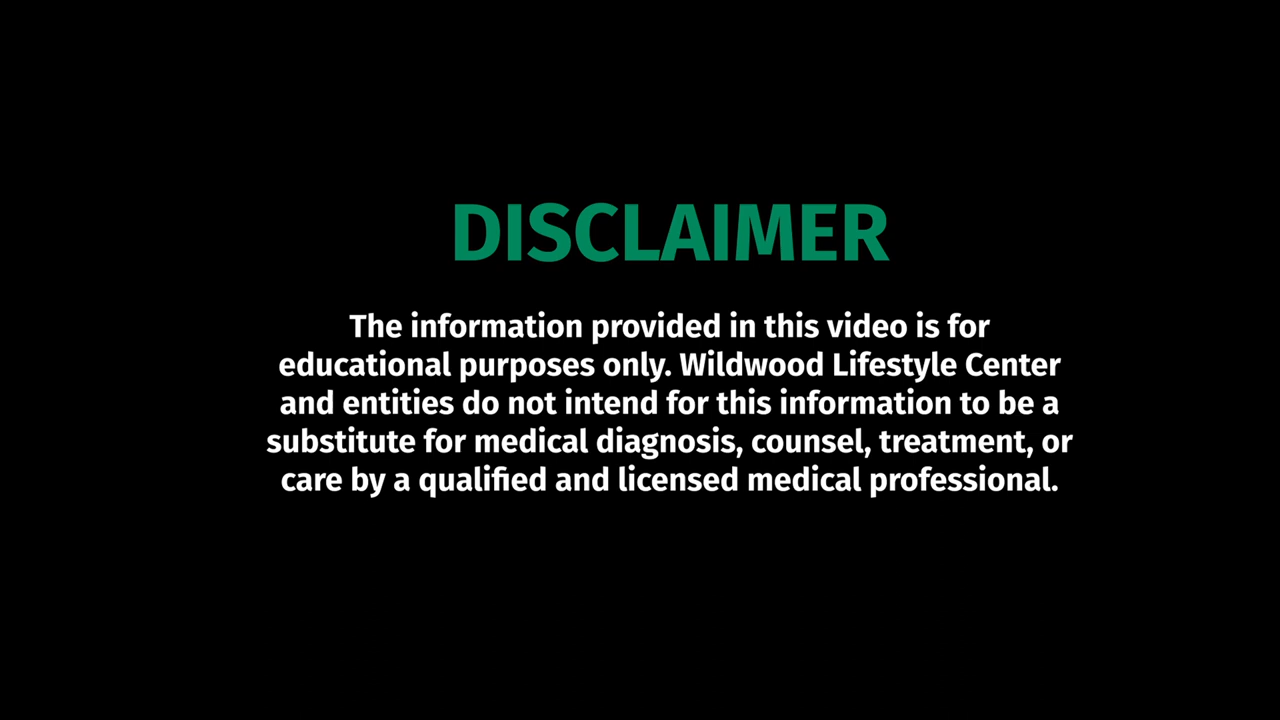 DISCLAIMER
The information provided in this video is for
educational purposes only. Wildwood Lifestyle Center
and entities do not intend for this information to be a
substitute for medical diagnosis, counsel, treatment, or
care by a qualified and licensed medical professional.